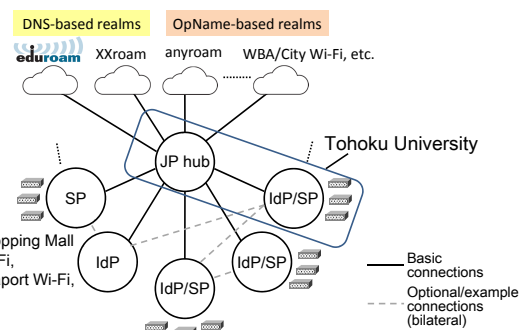 DNS-based realms OpName-based realms
eduroam XXroam anyroam WBA/City Wi-Fi, etc.
Tohoku University
JP hub
SP
IdP/SP
opping Mall
Fi,
port Wi-Fi,
IdP
IdP/SP
IdP/SP
Basic
connections
Optional/example
connections
(bilateral)